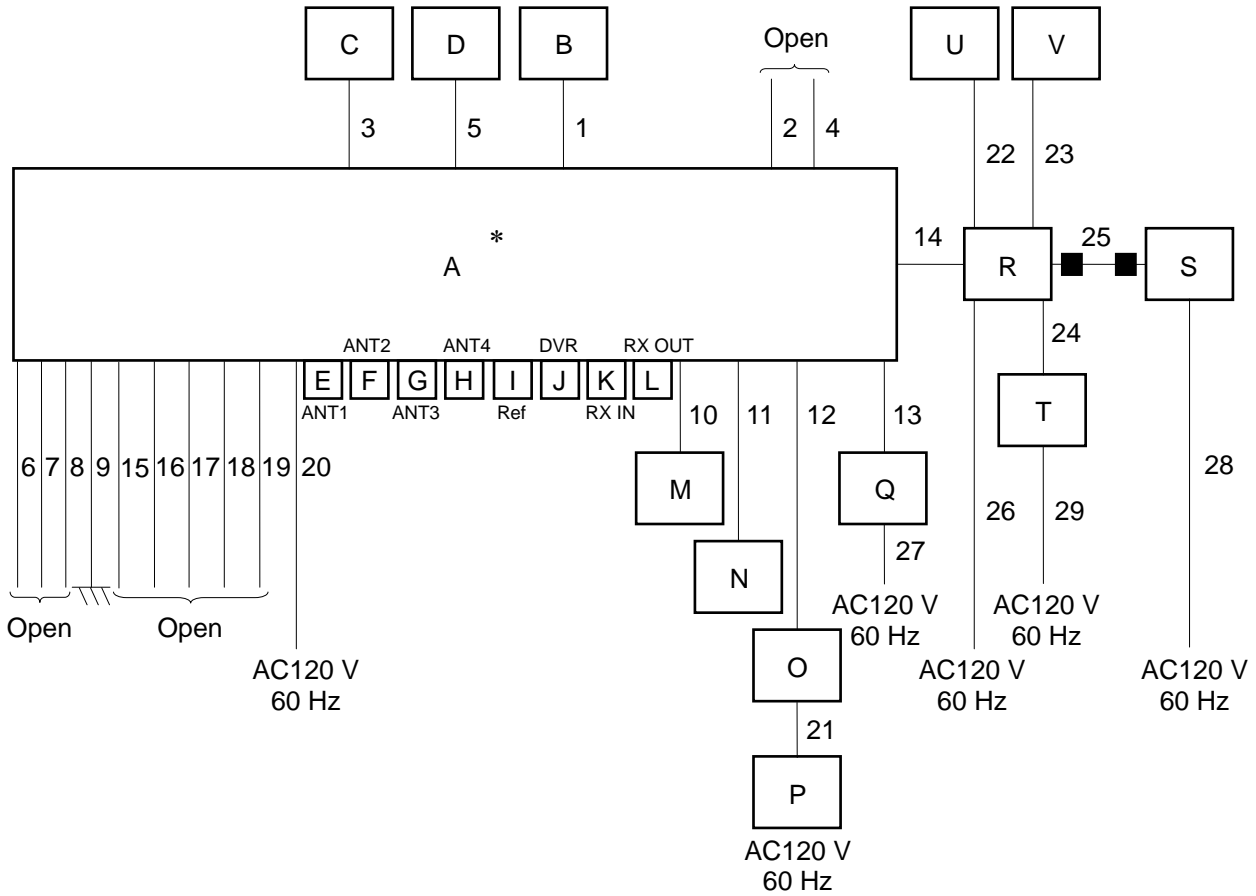 C
D
B
Open
U
V
3
5
1
2
4
22
23
A
*
14
R
25
S
ANT2
ANT4
DVR
RX OUT
24
E
F
G
H
I
J
K
L
ANT1
ANT3
Ref
RX IN
10
11
12
13
T
6
7
8
9
15
16
17
18
19
20
M
Q
26
29
28
27
N
AC120 V
60 Hz
AC120 V
60 Hz
Open
Open
O
AC120 V
60 Hz
AC120 V
60 Hz
AC120 V
60 Hz
21
P
AC120 V
60 Hz